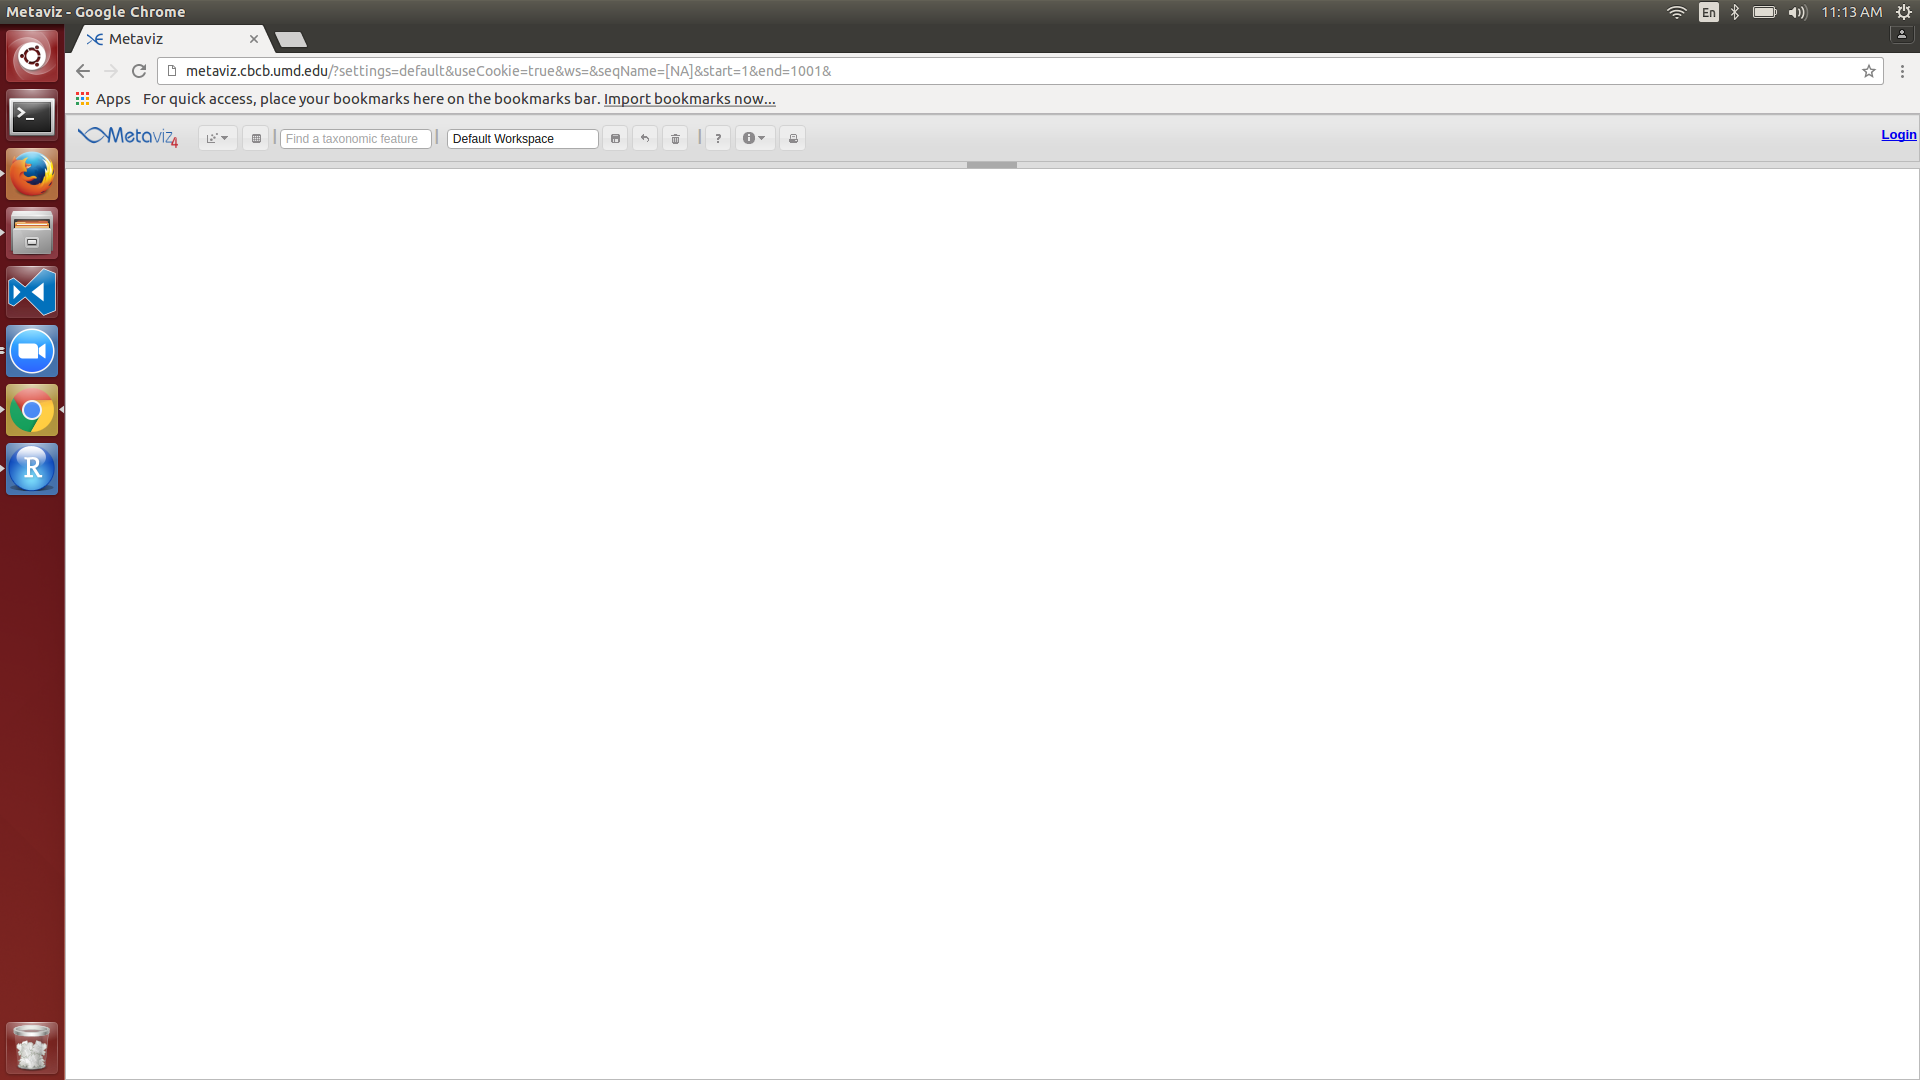 Metaviz - Google Chrome
En
11:13 AM
Metaviz
metaviz.cbcb.umd.edu/?settings=default&useCookie=true&ws=&seqName=[NA]&start=1&end=1001&
Apps For quick access, place your bookmarks here on the bookmarks bar. Import bookmarks now...
Metaviz 4
Find a taxonomic feature
Default Workspace
?
Login
>_
R